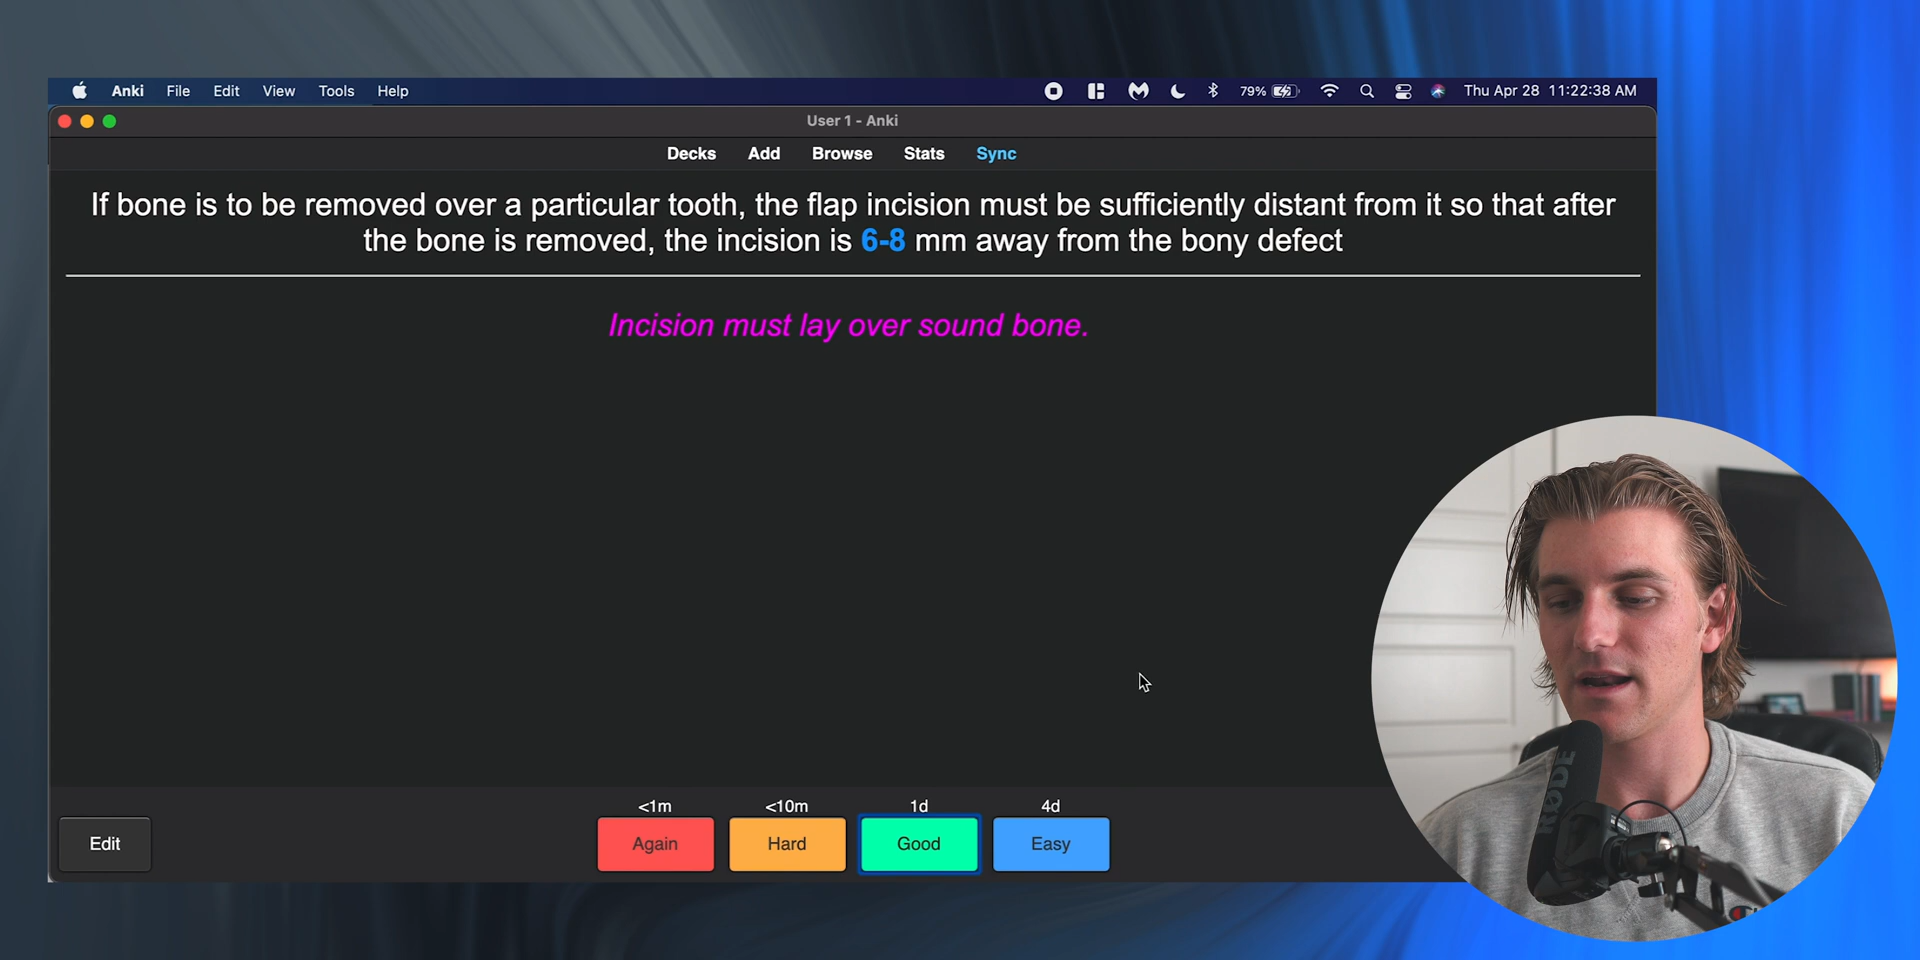 Anki File Edit View Tools Help 79% Thu Apr 28 11:22:38 AM
User 1 - Anki
Decks Add Browse Stats Sync
If bone is to be removed over a particular tooth, the flap incision must be sufficiently distant from it so that after
the bone is removed, the incision is 6-8 mm away from the bony defect
Incision must lay over sound bone.
<1m <10m 1d 4d
Edit Again Hard Good Easy
RØDE